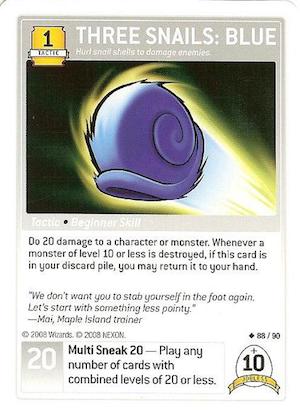 1
TACTIC
THREE SNAILS: BLUE
Hurl snail shells to damage enemies.
Tactic • Beginner Skill
Do 20 damage to a character or monster. Whenever a
monster of level 10 or less is destroyed, if this card is
in your discard pile, you may return it to your hand.
"We don't want you to stab yourself in the foot again.
Let's start with something less pointy."
—Mai, Maple Island trainer
© 2008 Wizards. © 2008 NEXON.
◆ 88 / 90
20
Multi Sneak 20 — Play any
number of cards with
combined levels of 20 or less.
+
10
JOBLESS